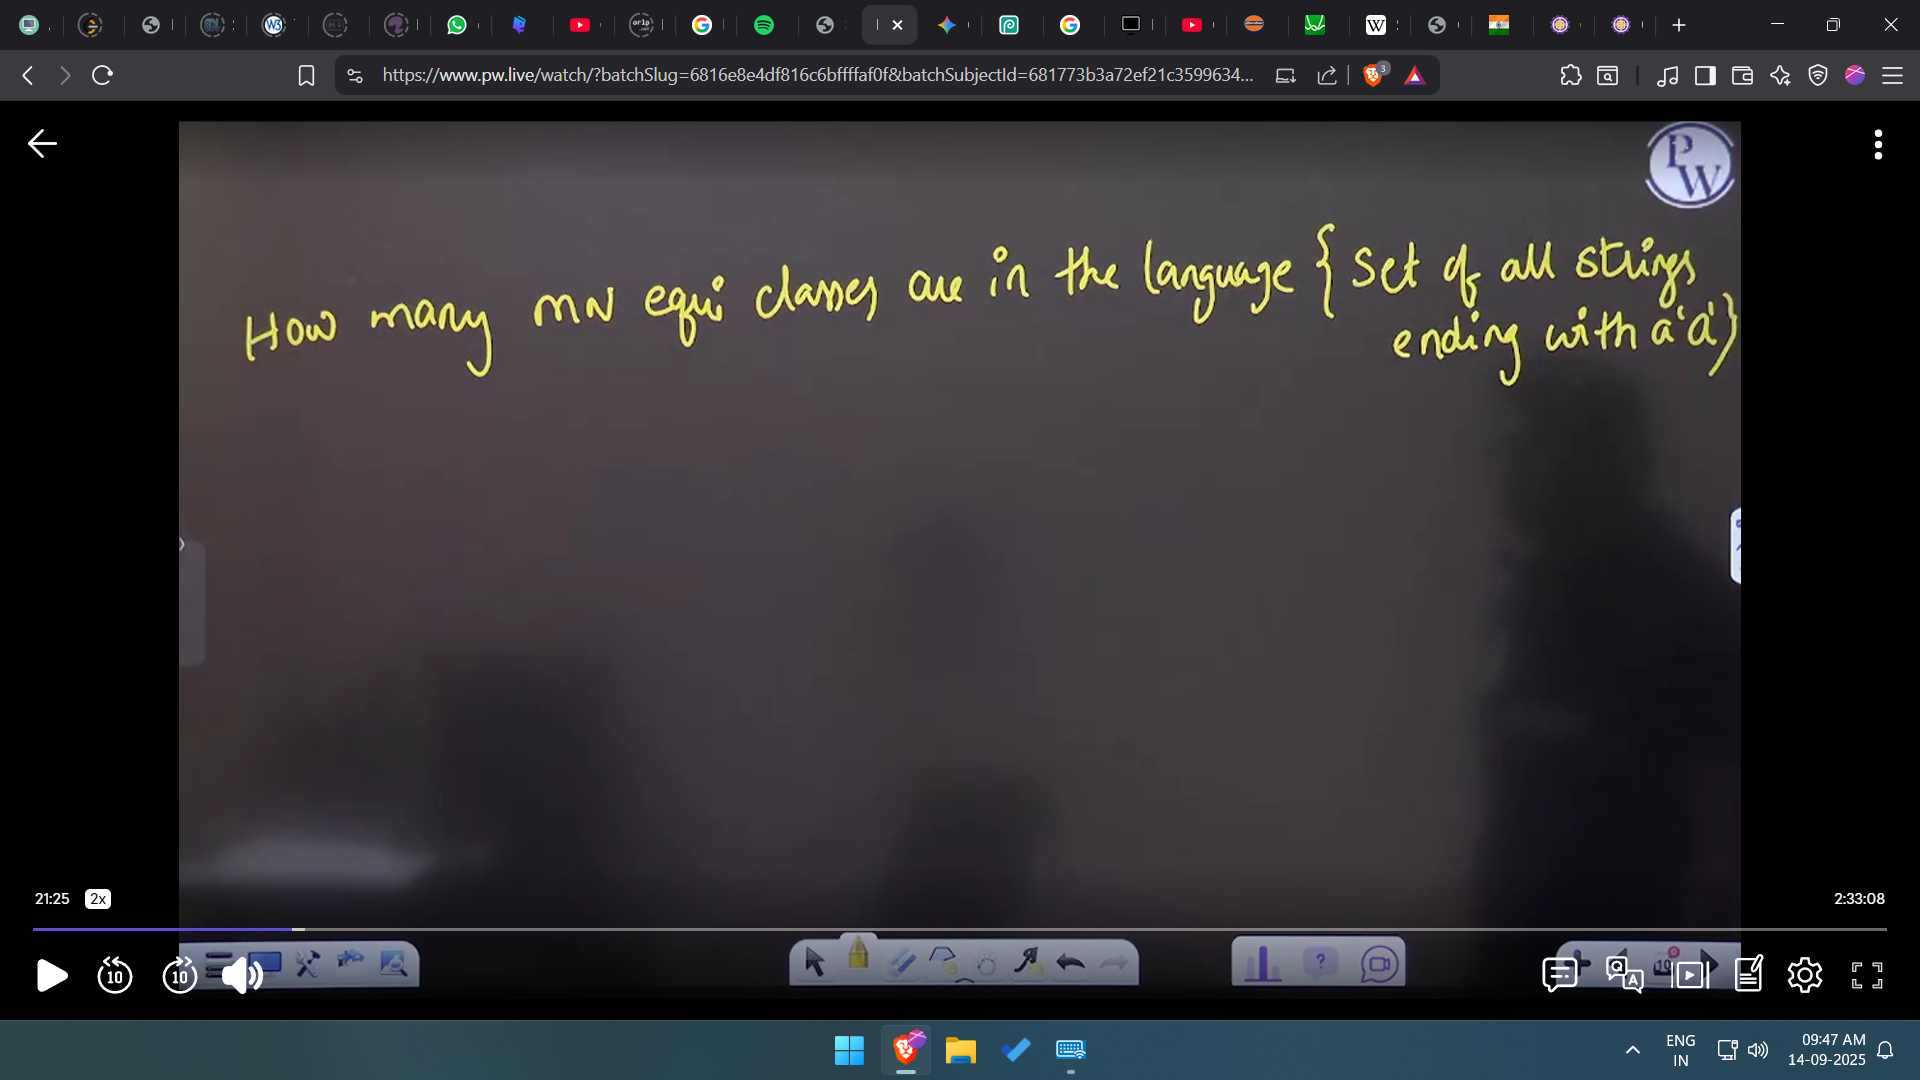 https://www.pw.live/watch/?batchSlug=6816e8e4df816c6bffffaf0f&batchSubjectId=681773b3a72ef21c3599634...
3
PW
How many MN equi classes are in the language { Set of all strings
ending with a 'a' }
21:25 2x
2:33:08
10 10
ENG
IN
09:47 AM
14-09-2025